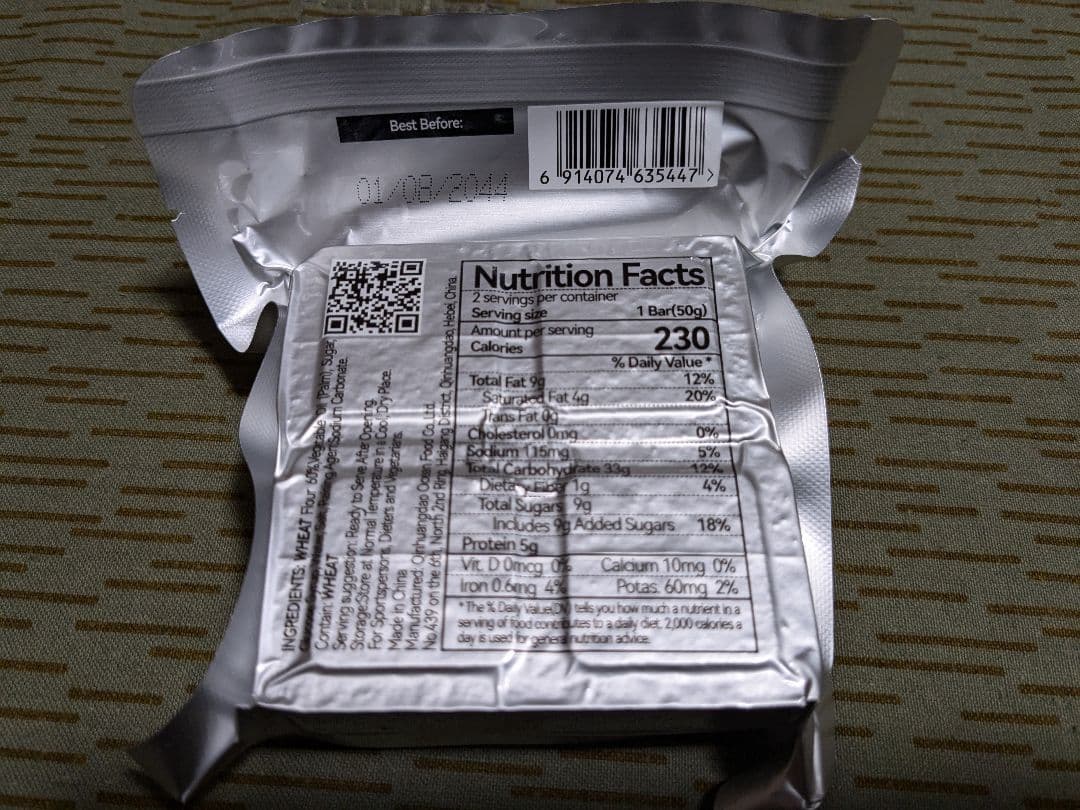 Best Before:
01/08/2044
6 914074 635447 >
INGREDIENTS: WHEAT Flour 60%, Vegetable Oil (Palm), Sugar,
Salt, Raising Agent(Sodium Carbonate.
Contain: WHEAT
Serving suggestion: Ready to Serve After Opening.
Storage:Store at Normal Temperature in a Cool Dry Place.
For Sportspersons, Dieters and Vegetarians.
Made in China
Manufactured: Qinhuangdao Ocean Food Co.,Ltd.
No.439 on the 6th, North 2nd Ring, Haigang District, Qinhuangdao, Hebei, China.
Nutrition Facts
2 servings per container
Serving size 1 Bar(50g)
Amount per serving
Calories 230
% Daily Value *
Total Fat 9g 12%
Saturated Fat 4g 20%
Trans Fat 0g
Cholesterol 0mg 0%
Sodium 115mg 5%
Total Carbohydrate 33g 12%
Dietary Fiber 1g 4%
Total Sugars 9g
Includes 9g Added Sugars 18%
Protein 5g
Vit. D 0mcg 0% Calcium 10mg 0%
Iron 0.6mg 4% Potas. 60mg 2%
* The % Daily Value(DV) tells you how much a nutrient in a
serving of food contributes to a daily diet. 2,000 calories a
day is used for general nutrition advice.